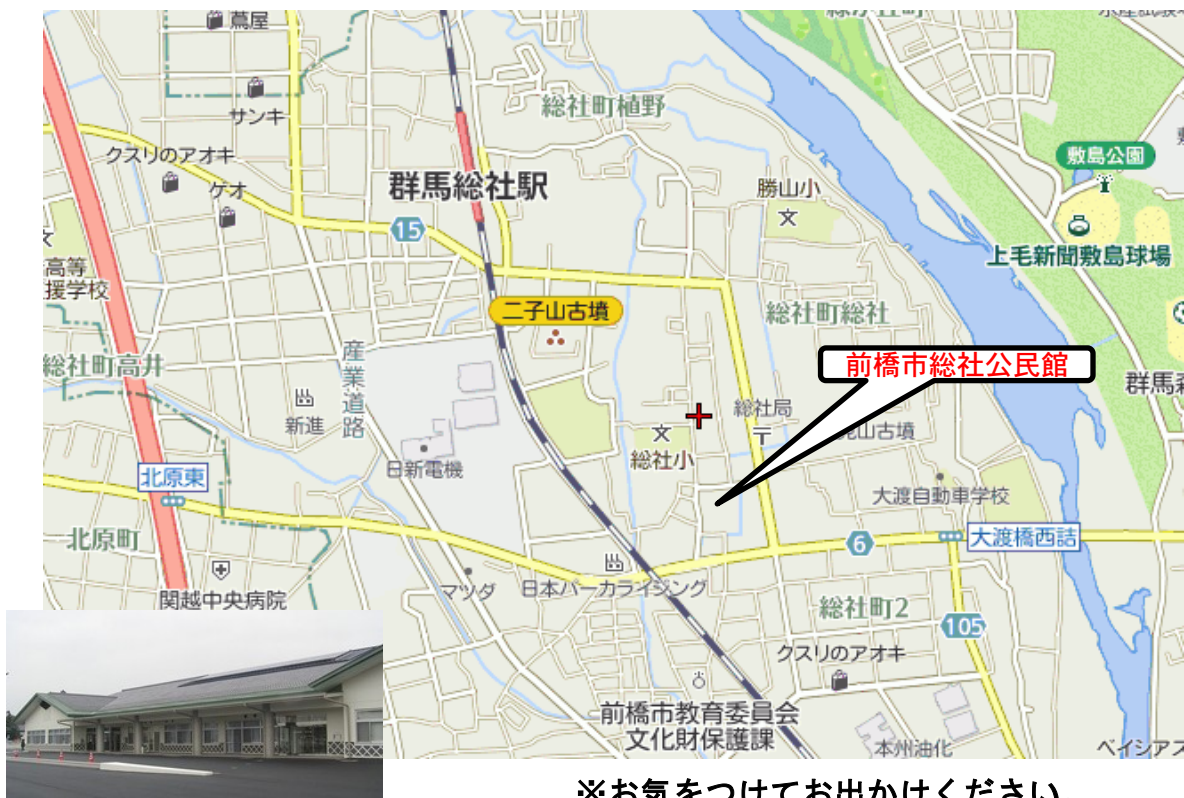 蔦屋
サンキ
クスリのアオキ
ゲオ
総社町植野
群馬総社駅
15
勝山小
敷島公園
上毛新聞敷島球場
高等
援学校
二子山古墳
総社町総社
総社町高井
産業道路
前橋市総社公民館
群馬
新進
総社局
山古墳
総社小
日新電機
北原東
大渡自動車学校
北原町
6
大渡橋西詰
関越中央病院
マツダ
日本パーカライジング
総社町2
105
クスリのアオキ
前橋市教育委員会
文化財保護課
本州油化
ベイシアス
※お気をつけてお出かけください